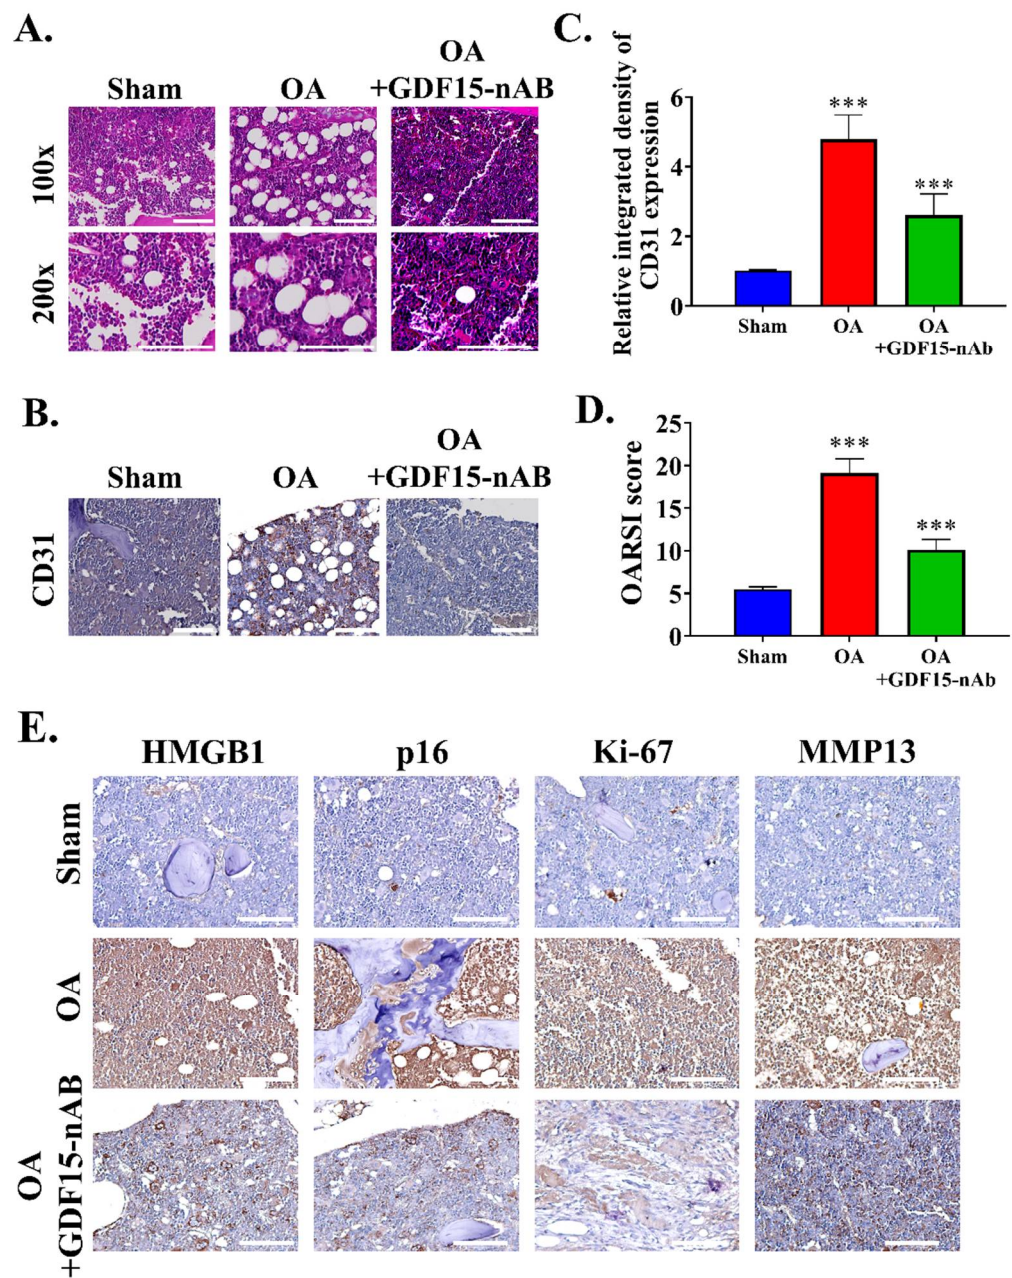 A.
Sham
OA
OA
+GDF15-nAB
100x
200x
B.
Sham
OA
OA
+GDF15-nAB
CD31
C.
Relative integrated density of
CD31 expression
6
4
2
0
***
***
Sham
OA
OA
+GDF15-nAb
D.
OARSI score
25
20
15
10
5
0
***
***
Sham
OA
OA
+GDF15-nAb
E.
HMGB1
p16
Ki-67
MMP13
Sham
OA
OA
+GDF15-nAB